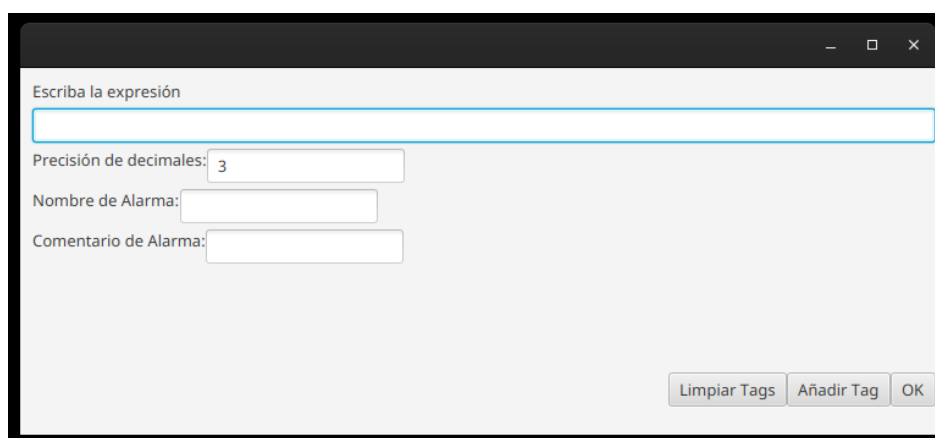 Escriba la expresión
Precisión de decimales: 3
Nombre de Alarma:
Comentario de Alarma:
Limpiar Tags Añadir Tag OK